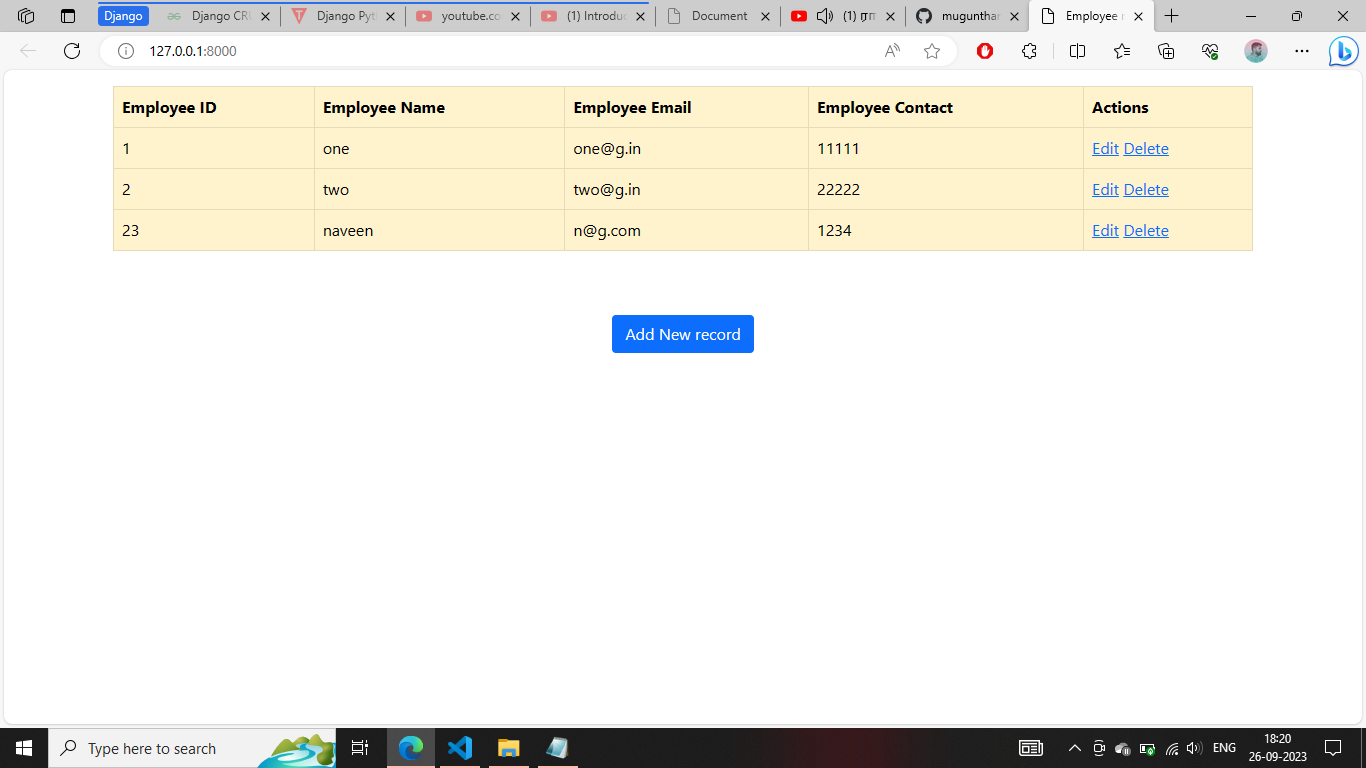 Django
Django CR
Django Pyt
youtube.co
(1) Introduc
Document
(1)
mugunthan
Employee
127.0.0.1:8000
Employee ID Employee Name Employee Email Employee Contact Actions
1 one one@g.in 11111 Edit Delete
2 two two@g.in 22222 Edit Delete
23 naveen n@g.com 1234 Edit Delete
Add New record
Type here to search
ENG
18:20
26-09-2023